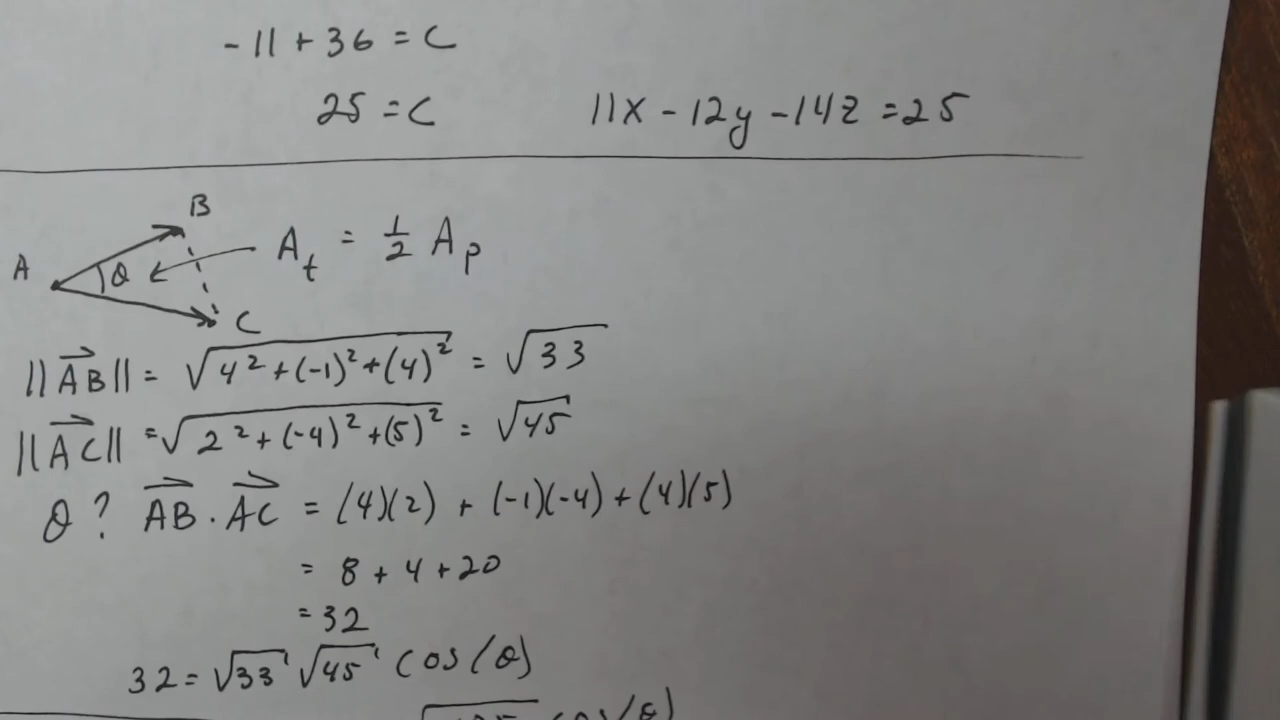 -11 + 36 = C
25 = C 11x - 12y - 14z = 25
B
A θ A_t = 1/2 A_p
C
||AB→|| = √(4² + (-1)² + (4)²) = √33
||AC→|| = √(2² + (-4)² + (5)²) = √45
θ? AB→ · AC→ = (4)(2) + (-1)(-4) + (4)(5)
= 8 + 4 + 20
= 32
32 = √33 √45 cos(θ)
cos(θ)